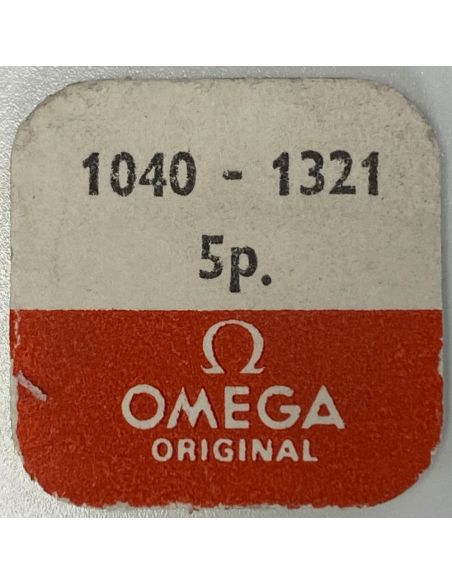 1040 - 1321
5p.
Ω
OMEGA
ORIGINAL